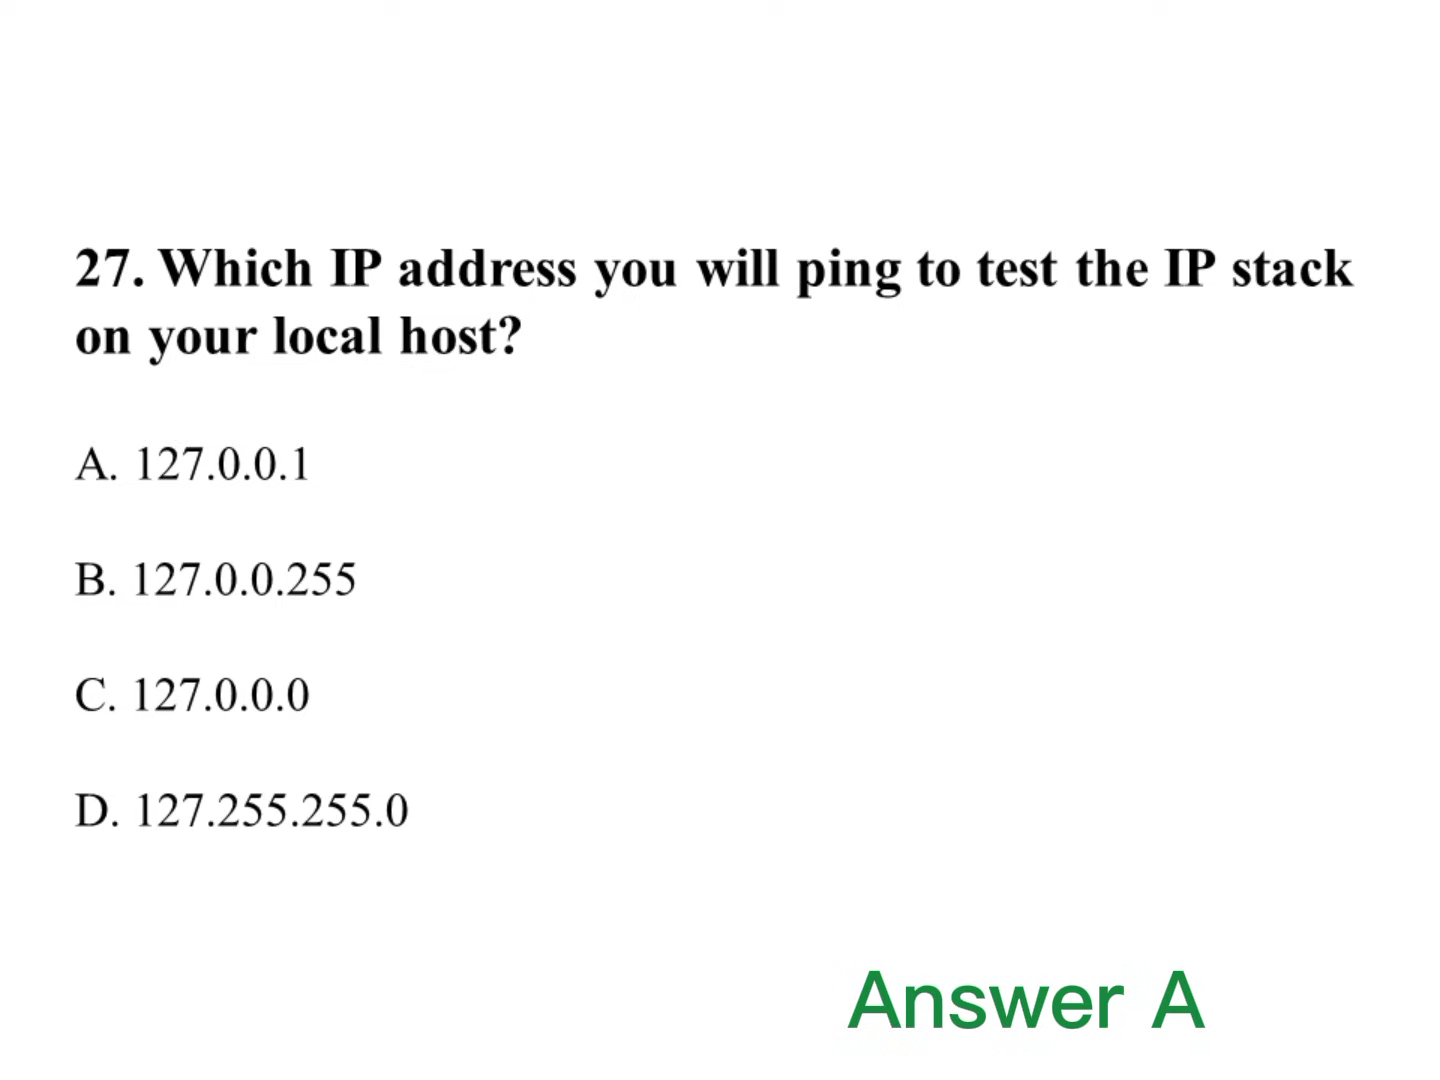 27. Which IP address you will ping to test the IP stack
on your local host?
A. 127.0.0.1
B. 127.0.0.255
C. 127.0.0.0
D. 127.255.255.0
Answer A